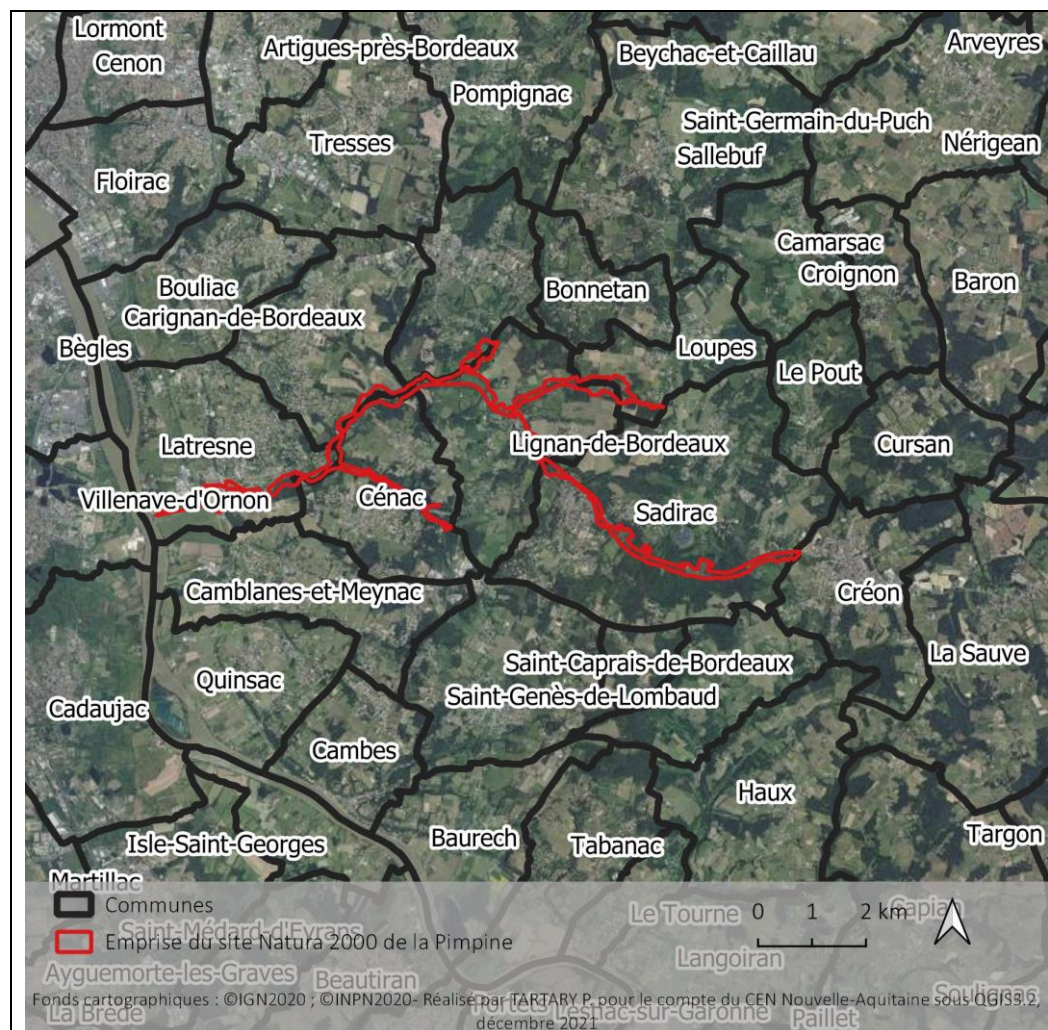 Lormont
Cenon
Artigues-près-Bordeaux
Beychac-et-Caillau
Arveyres
Pompignac
Tresses
Saint-Germain-du-Puch
Sallebuf
Nérigean
Floirac
Camarsac
Croignon
Baron
Bouliac
Carignan-de-Bordeaux
Bonnetan
Bègles
Loupes
Le Pout
Latresne
Lignan-de-Bordeaux
Cursan
Villenave-d'Ornon
Cénac
Sadirac
Camblanes-et-Meynac
Créon
Saint-Caprais-de-Bordeaux
La Sauve
Quinsac
Saint-Genès-de-Lombaud
Cadaujac
Cambes
Haux
Isle-Saint-Georges
Baurech
Tabanac
Targon
Martillac
Communes
Saint-Médard-d'Eyrans
Le Tourne
0 1 2 km
Emprise du site Natura 2000 de la Pimpine
Langoiran
Ayguemorte-les-Graves
Beautiran
Soulignac
Fonds cartographiques : ©IGN2020 ; ©INPN2020- Réalisé par TARTARY P. pour le compte du CEN Nouvelle-Aquitaine sous QGIS3.2,
décembre 2021
La Brède
Portets
Paillet